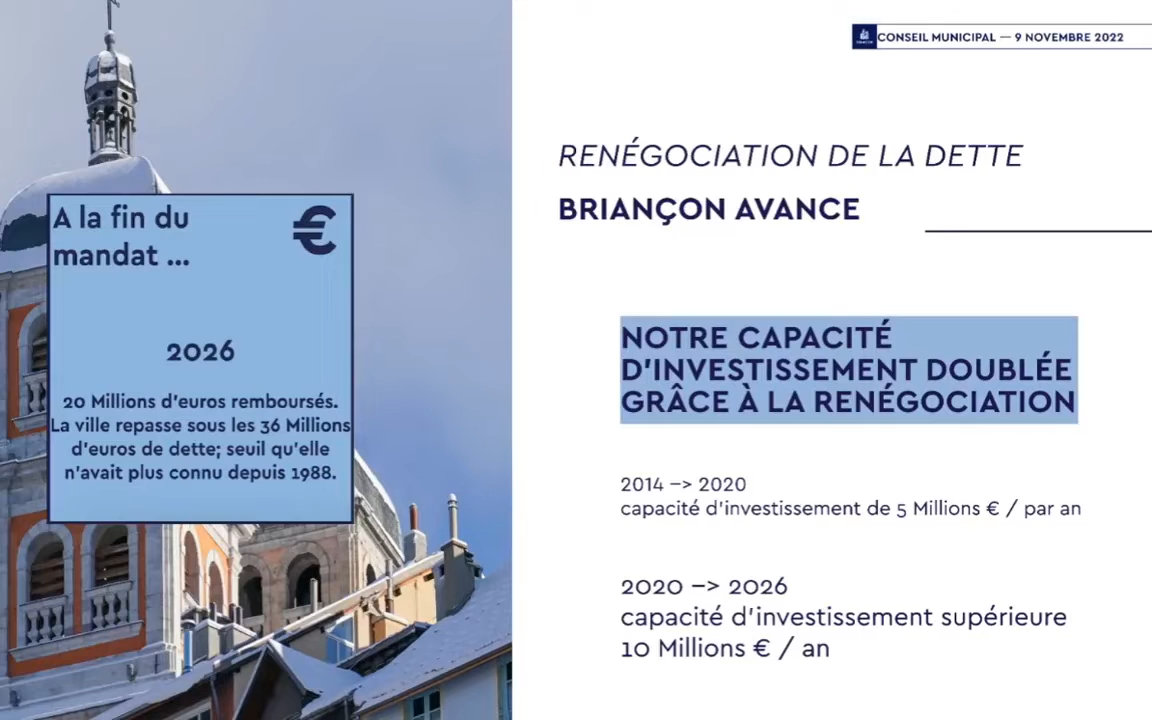 CONSEIL MUNICIPAL — 9 NOVEMBRE 2022
RENÉGOCIATION DE LA DETTE
BRIANÇON AVANCE
A la fin du
mandat ...
€
2026
20 Millions d'euros remboursés.
La ville repasse sous les 36 Millions
d'euros de dette; seuil qu'elle
n'avait plus connu depuis 1988.
NOTRE CAPACITÉ
D'INVESTISSEMENT DOUBLÉE
GRÂCE À LA RENÉGOCIATION
2014 –> 2020
capacité d'investissement de 5 Millions € / par an
2020 –> 2026
capacité d'investissement supérieure
10 Millions € / an